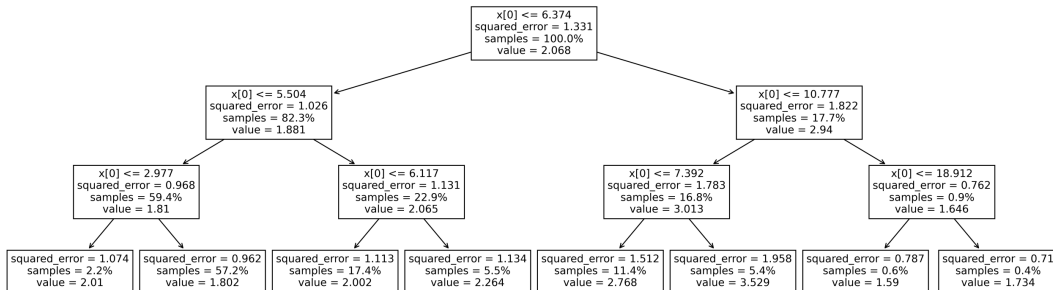 x[0] <= 6.374
squared_error = 1.331
samples = 100.0%
value = 2.068
x[0] <= 5.504
squared_error = 1.026
samples = 82.3%
value = 1.881
x[0] <= 10.777
squared_error = 1.822
samples = 17.7%
value = 2.94
x[0] <= 2.977
squared_error = 0.968
samples = 59.4%
value = 1.81
x[0] <= 6.117
squared_error = 1.131
samples = 22.9%
value = 2.065
x[0] <= 7.392
squared_error = 1.783
samples = 16.8%
value = 3.013
x[0] <= 18.912
squared_error = 0.762
samples = 0.9%
value = 1.646
squared_error = 1.074
samples = 2.2%
value = 2.01
squared_error = 0.962
samples = 57.2%
value = 1.802
squared_error = 1.113
samples = 17.4%
value = 2.002
squared_error = 1.134
samples = 5.5%
value = 2.264
squared_error = 1.512
samples = 11.4%
value = 2.768
squared_error = 1.958
samples = 5.4%
value = 3.529
squared_error = 0.787
samples = 0.6%
value = 1.59
squared_error = 0.71
samples = 0.4%
value = 1.734